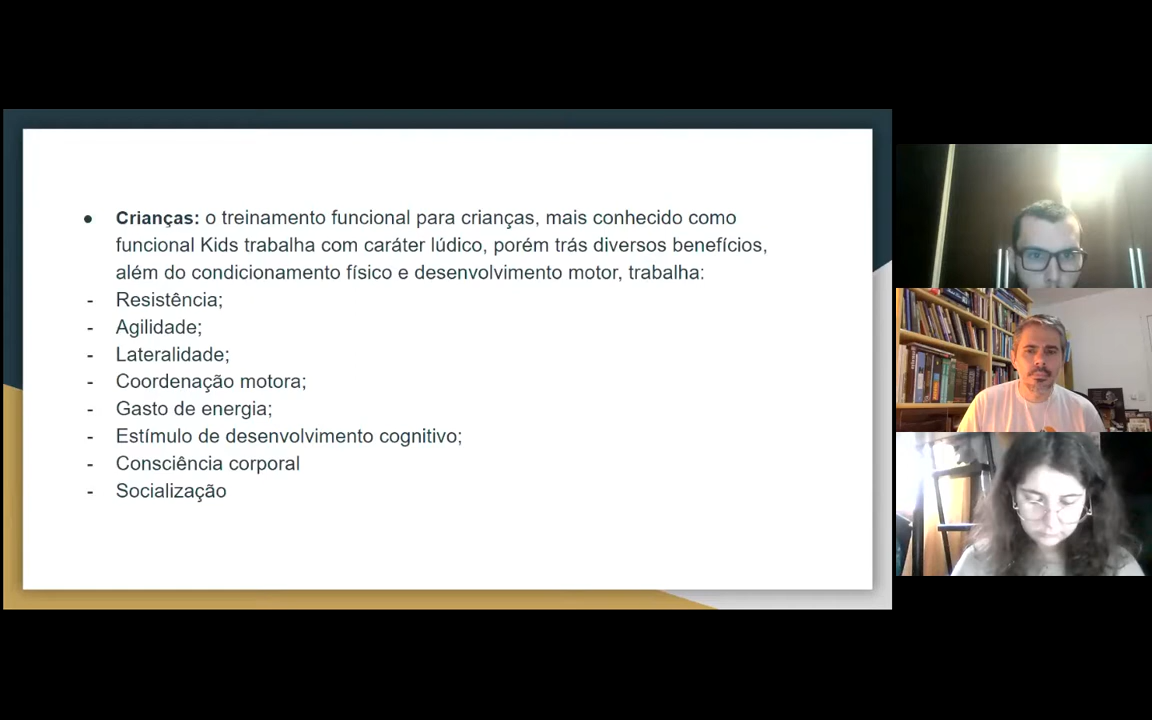 ● Crianças: o treinamento funcional para crianças, mais conhecido como
funcional Kids trabalha com caráter lúdico, porém trás diversos benefícios,
além do condicionamento físico e desenvolvimento motor, trabalha:
- Resistência;
- Agilidade;
- Lateralidade;
- Coordenação motora;
- Gasto de energia;
- Estímulo de desenvolvimento cognitivo;
- Consciência corporal
- Socialização